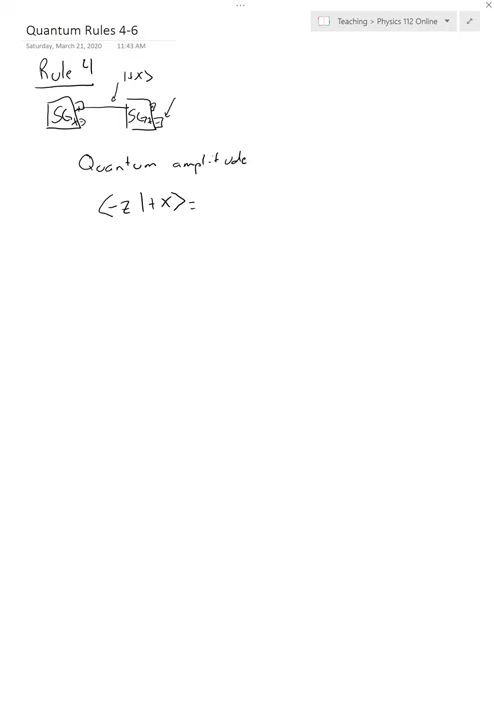 Teaching > Physics 112 Online
Quantum Rules 4-6
Saturday, March 21, 2020 11:43 AM
Rule 4
|+x>
SG SG
Quantum amplitude
<-z|+x>=